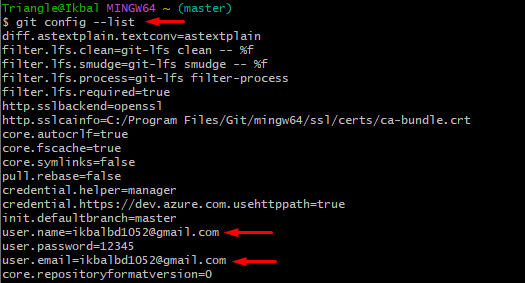 Triangle@Ikbal MINGW64 ~ (master)
$ git config --list
diff.astextplain.textconv=astextplain
filter.lfs.clean=git-lfs clean -- %f
filter.lfs.smudge=git-lfs smudge -- %f
filter.lfs.process=git-lfs filter-process
filter.lfs.required=true
http.sslbackend=openssl
http.sslcainfo=C:/Program Files/Git/mingw64/ssl/certs/ca-bundle.crt
core.autocrlf=true
core.fscache=true
core.symlinks=false
pull.rebase=false
credential.helper=manager
credential.https://dev.azure.com.usehttppath=true
init.defaultbranch=master
user.name=ikbalbd1052@gmail.com
user.password=12345
user.email=ikbalbd1052@gmail.com
core.repositoryformatversion=0